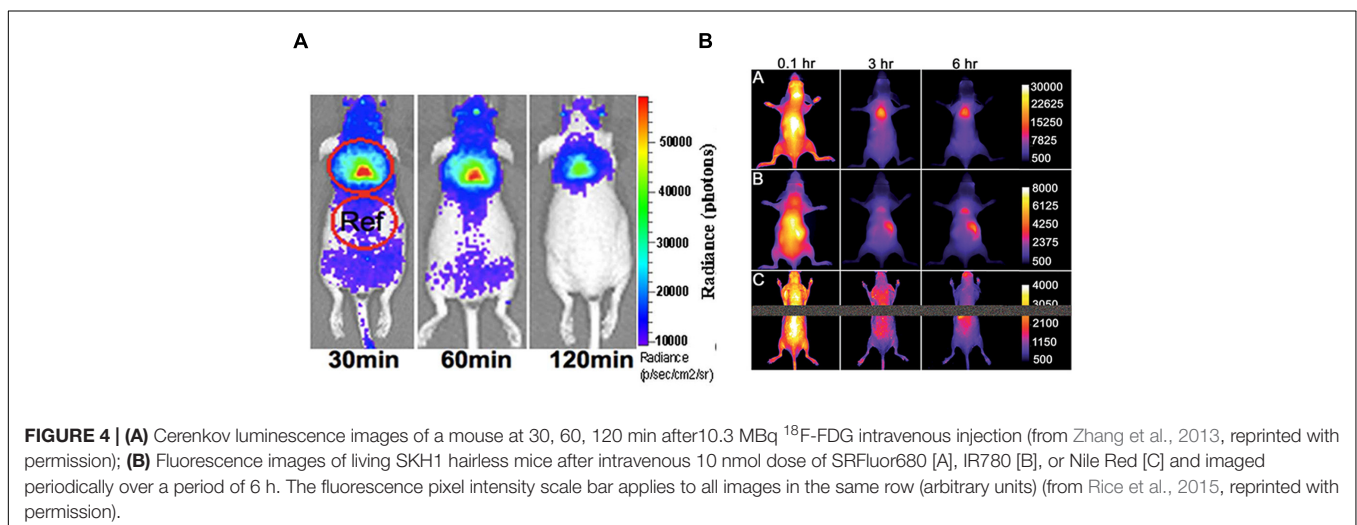 A
30min
60min
120min
Ref
50000
40000
30000
20000
10000
Radiance
(p/sec/cm2/sr)
Radiance (photons)
B
0.1 hr 3 hr 6 hr
A
30000
22625
15250
7825
500
B
8000
6125
4250
2375
500
C
4000
3050
2100
1150
500
FIGURE 4 | (A) Cerenkov luminescence images of a mouse at 30, 60, 120 min after10.3 MBq 18F-FDG intravenous injection (from Zhang et al., 2013, reprinted with
permission); (B) Fluorescence images of living SKH1 hairless mice after intravenous 10 nmol dose of SRFluor680 [A], IR780 [B], or Nile Red [C] and imaged
periodically over a period of 6 h. The fluorescence pixel intensity scale bar applies to all images in the same row (arbitrary units) (from Rice et al., 2015, reprinted with
permission).